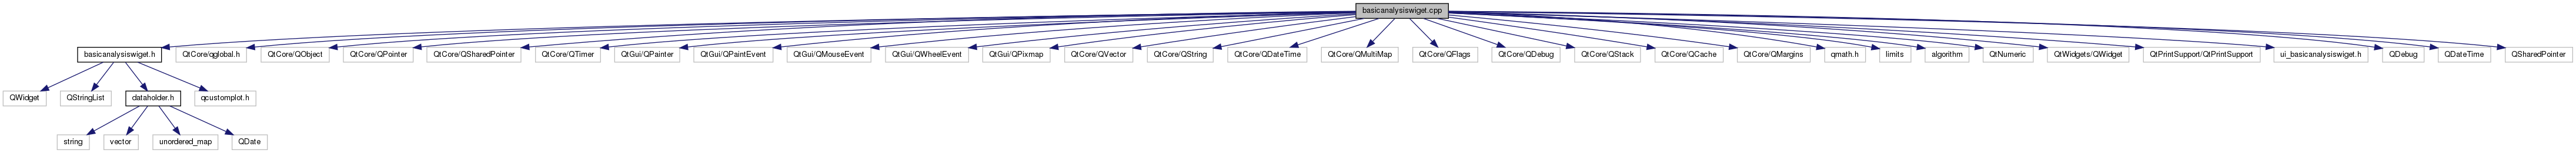 basicanalysiswiget.cpp
basicanalysiswiget.h
QtCore/qglobal.h
QtCore/QObject
QtCore/QPointer
QtCore/QSharedPointer
QtCore/QTimer
QtGui/QPainter
QtGui/QPaintEvent
QtGui/QMouseEvent
QtGui/QWheelEvent
QtGui/QPixmap
QtCore/QVector
QtCore/QString
QtCore/QDateTime
QtCore/QMultiMap
QtCore/QFlags
QtCore/QDebug
QtCore/QStack
QtCore/QCache
QtCore/QMargins
qmath.h
limits
algorithm
QtNumeric
QtWidgets/QWidget
QtPrintSupport/QtPrintSupport
ui_basicanalysiswiget.h
QDebug
QDateTime
QSharedPointer
QWidget
QStringList
dataholder.h
qcustomplot.h
string
vector
unordered_map
QDate